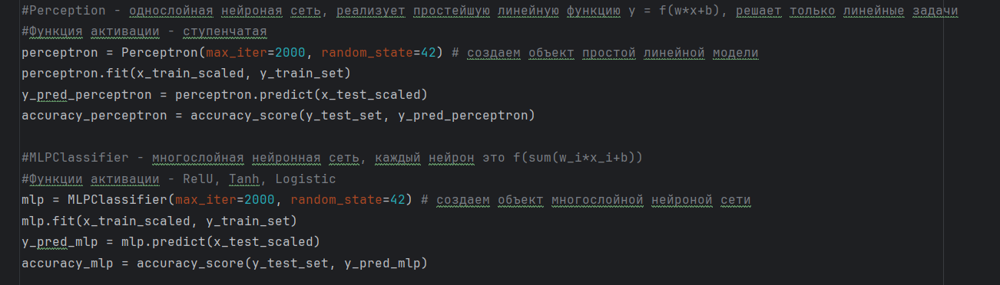 #Perception - однослойная нейроная сеть, реализует простейшую линейную функцию y = f(w*x+b), решает только линейные задачи
#Функция активации - ступенчатая
perceptron = Perceptron(max_iter=2000, random_state=42) # создаем объект простой линейной модели
perceptron.fit(x_train_scaled, y_train_set)
y_pred_perceptron = perceptron.predict(x_test_scaled)
accuracy_perceptron = accuracy_score(y_test_set, y_pred_perceptron)
#MLPClassifier - многослойная нейронная сеть, каждый нейрон это f(sum(w_i*x_i+b))
#Функции активации - RelU, Tanh, Logistic
mlp = MLPClassifier(max_iter=2000, random_state=42) # создаем объект многослойной нейроной сети
mlp.fit(x_train_scaled, y_train_set)
y_pred_mlp = mlp.predict(x_test_scaled)
accuracy_mlp = accuracy_score(y_test_set, y_pred_mlp)